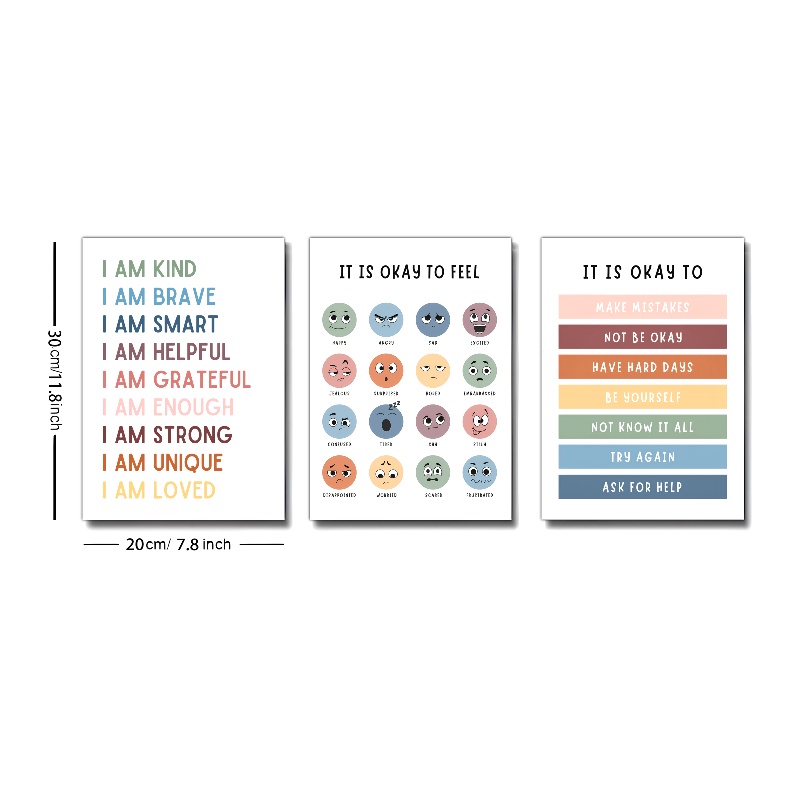 30cm/11.8inch
I AM KIND
I AM BRAVE
I AM SMART
I AM HELPFUL
I AM GRATEFUL
I AM ENOUGH
I AM STRONG
I AM UNIQUE
I AM LOVED
20cm/ 7.8 inch
IT IS OKAY TO FEEL
HAPPY ANGRY SAD EXCITED
JEALOUS SURPRISED BORED EMBARRASSED
CONFUSED TIRED
DISAPPOINTED WORRIED SCARED FRUSTRATED
IT IS OKAY TO
MAKE MISTAKES
NOT BE OKAY
HAVE HARD DAYS
BE YOURSELF
NOT KNOW IT ALL
TRY AGAIN
ASK FOR HELP